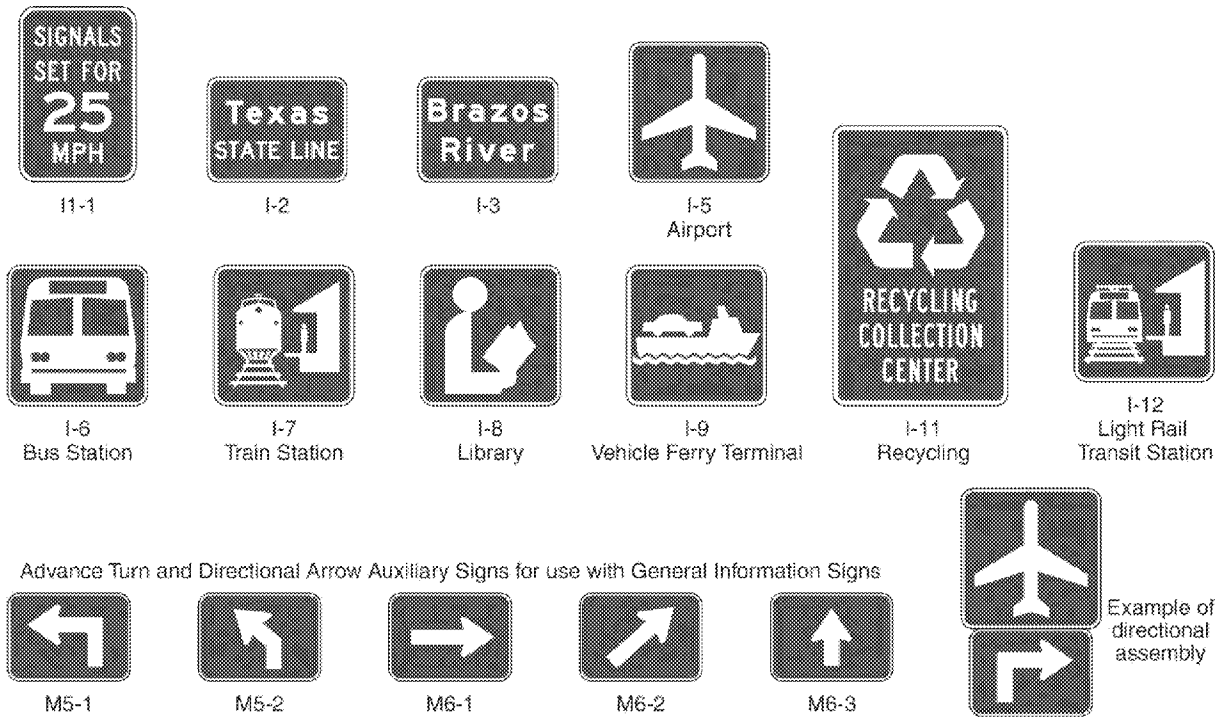 SIGNALS
SET FOR
25
MPH
I1-1
Texas
STATE LINE
I-2
Brazos
River
I-3
I-5
Airport
I-6
Bus Station
I-7
Train Station
I-8
Library
I-9
Vehicle Ferry Terminal
RECYCLING
COLLECTION
CENTER
I-11
Recycling
I-12
Light Rail
Transit Station
Advance Turn and Directional Arrow Auxiliary Signs for use with General Information Signs
M5-1
M5-2
M6-1
M6-2
M6-3
Example of
directional
assembly